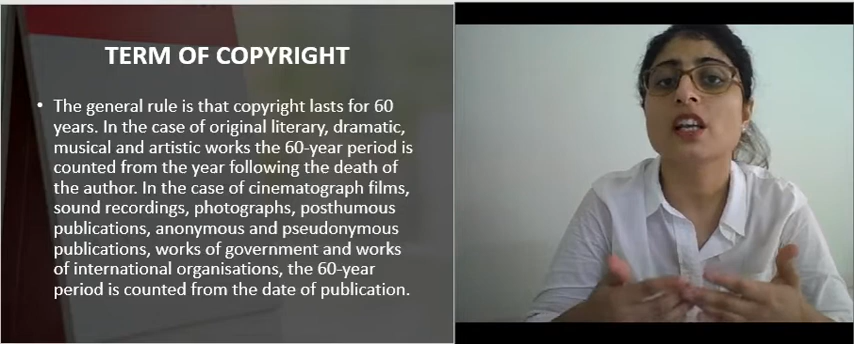 TERM OF COPYRIGHT
• The general rule is that copyright lasts for 60
years. In the case of original literary, dramatic,
musical and artistic works the 60-year period is
counted from the year following the death of
the author. In the case of cinematograph films,
sound recordings, photographs, posthumous
publications, anonymous and pseudonymous
publications, works of government and works
of international organisations, the 60-year
period is counted from the date of publication.